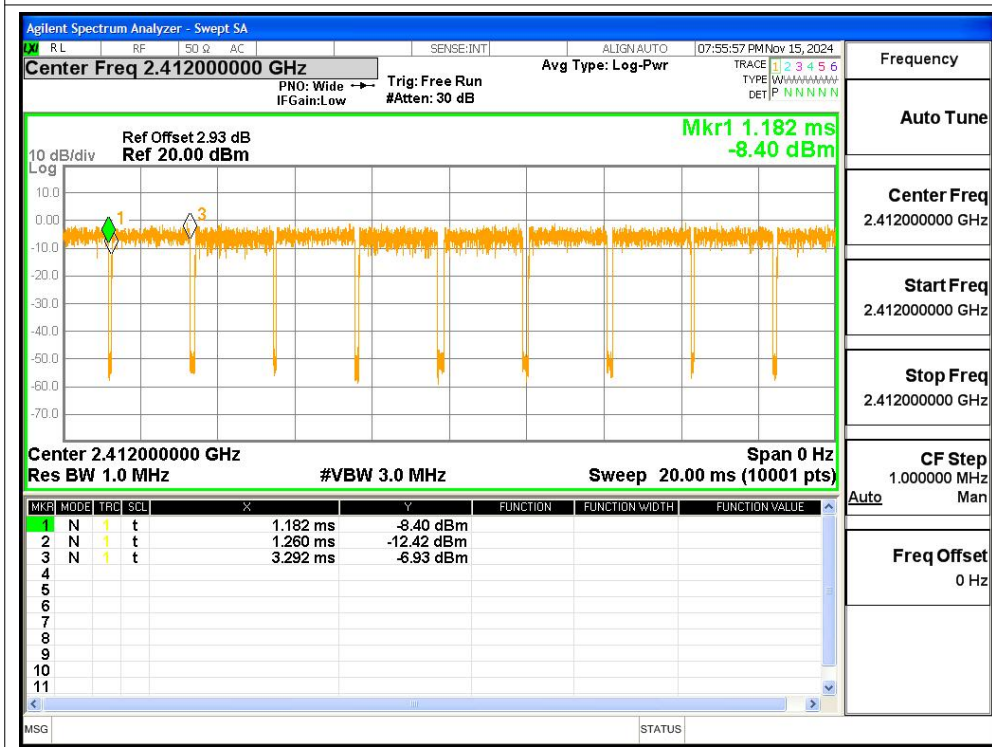 Agilent Spectrum Analyzer - Swept SA
LXI RL RF 50 Ω AC SENSE:INT ALIGN AUTO 07:55:57 PM Nov 15, 2024
Center Freq 2.412000000 GHz
PNO: Wide
IFGain:Low
Trig: Free Run
#Atten: 30 dB
Avg Type: Log-Pwr
TRACE 1 2 3 4 5 6
TYPE W
DET P N N N N N
Mkr1 1.182 ms
-8.40 dBm
10 dB/div
Log
Ref Offset 2.93 dB
Ref 20.00 dBm
10.0
0.00
-10.0
-20.0
-30.0
-40.0
-50.0
-60.0
-70.0
1
3
Center 2.412000000 GHz Span 0 Hz
Res BW 1.0 MHz #VBW 3.0 MHz Sweep 20.00 ms (10001 pts)
MKR MODE TRC SCL X Y FUNCTION FUNCTION WIDTH FUNCTION VALUE
1 N 1 t 1.182 ms -8.40 dBm
2 N 1 t 1.260 ms -12.42 dBm
3 N 1 t 3.292 ms -6.93 dBm
4
5
6
7
8
9
10
11
MSG STATUS
Frequency
Auto Tune
Center Freq
2.412000000 GHz
Start Freq
2.412000000 GHz
Stop Freq
2.412000000 GHz
CF Step
1.000000 MHz
Auto Man
Freq Offset
0 Hz